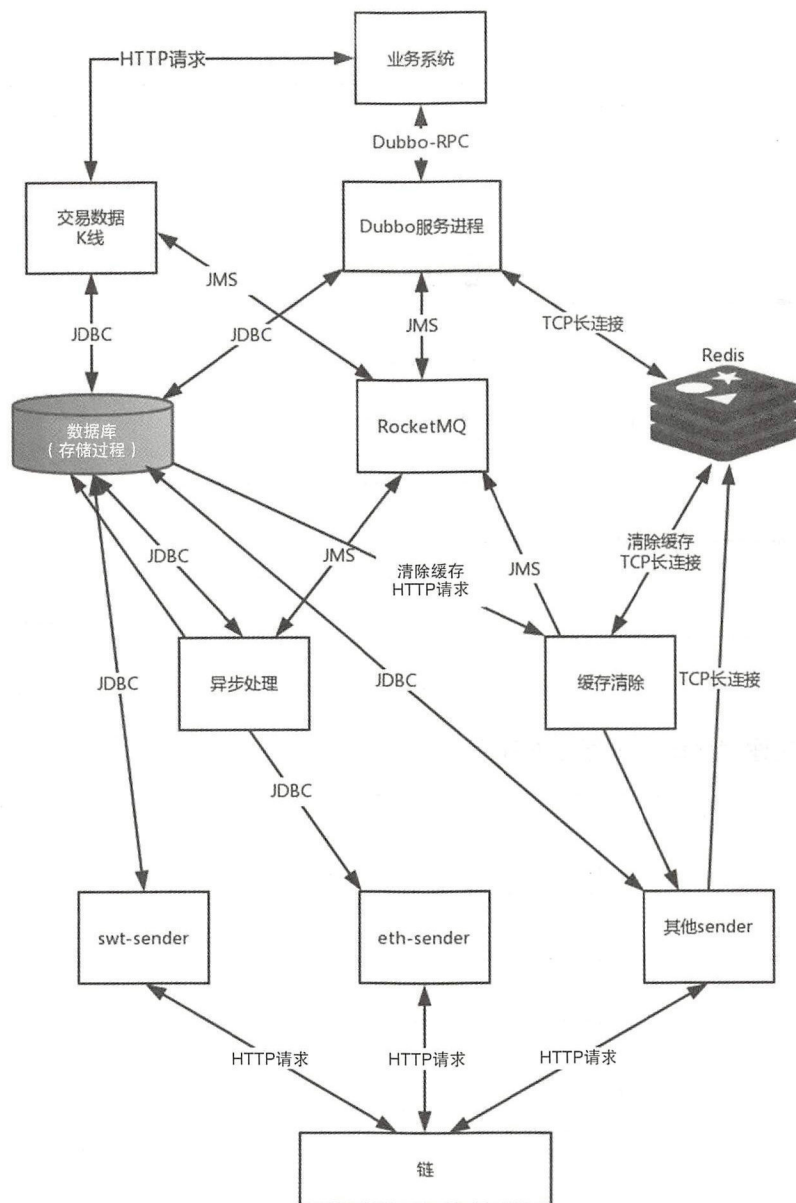 HTTP请求
业务系统
Dubbo-RPC
交易数据
K线
Dubbo服务进程
JMS
JDBC
JDBC
JMS
TCP长连接
Redis
数据库
（存储过程）
RocketMQ
JDBC
JMS
清除缓存
HTTP请求
JMS
清除缓存
TCP长连接
JDBC
异步处理
JDBC
缓存清除
TCP长连接
JDBC
swt-sender
eth-sender
其他sender
HTTP请求
HTTP请求
HTTP请求
链